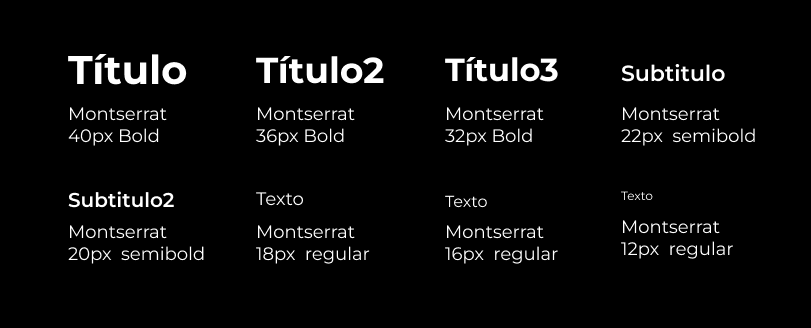 Título
Montserrat
40px Bold
Título2
Montserrat
36px Bold
Título3
Montserrat
32px Bold
Subtitulo
Montserrat
22px  semibold
Subtitulo2
Montserrat
20px  semibold
Texto
Montserrat
18px  regular
Texto
Montserrat
16px  regular
Texto
Montserrat
12px  regular